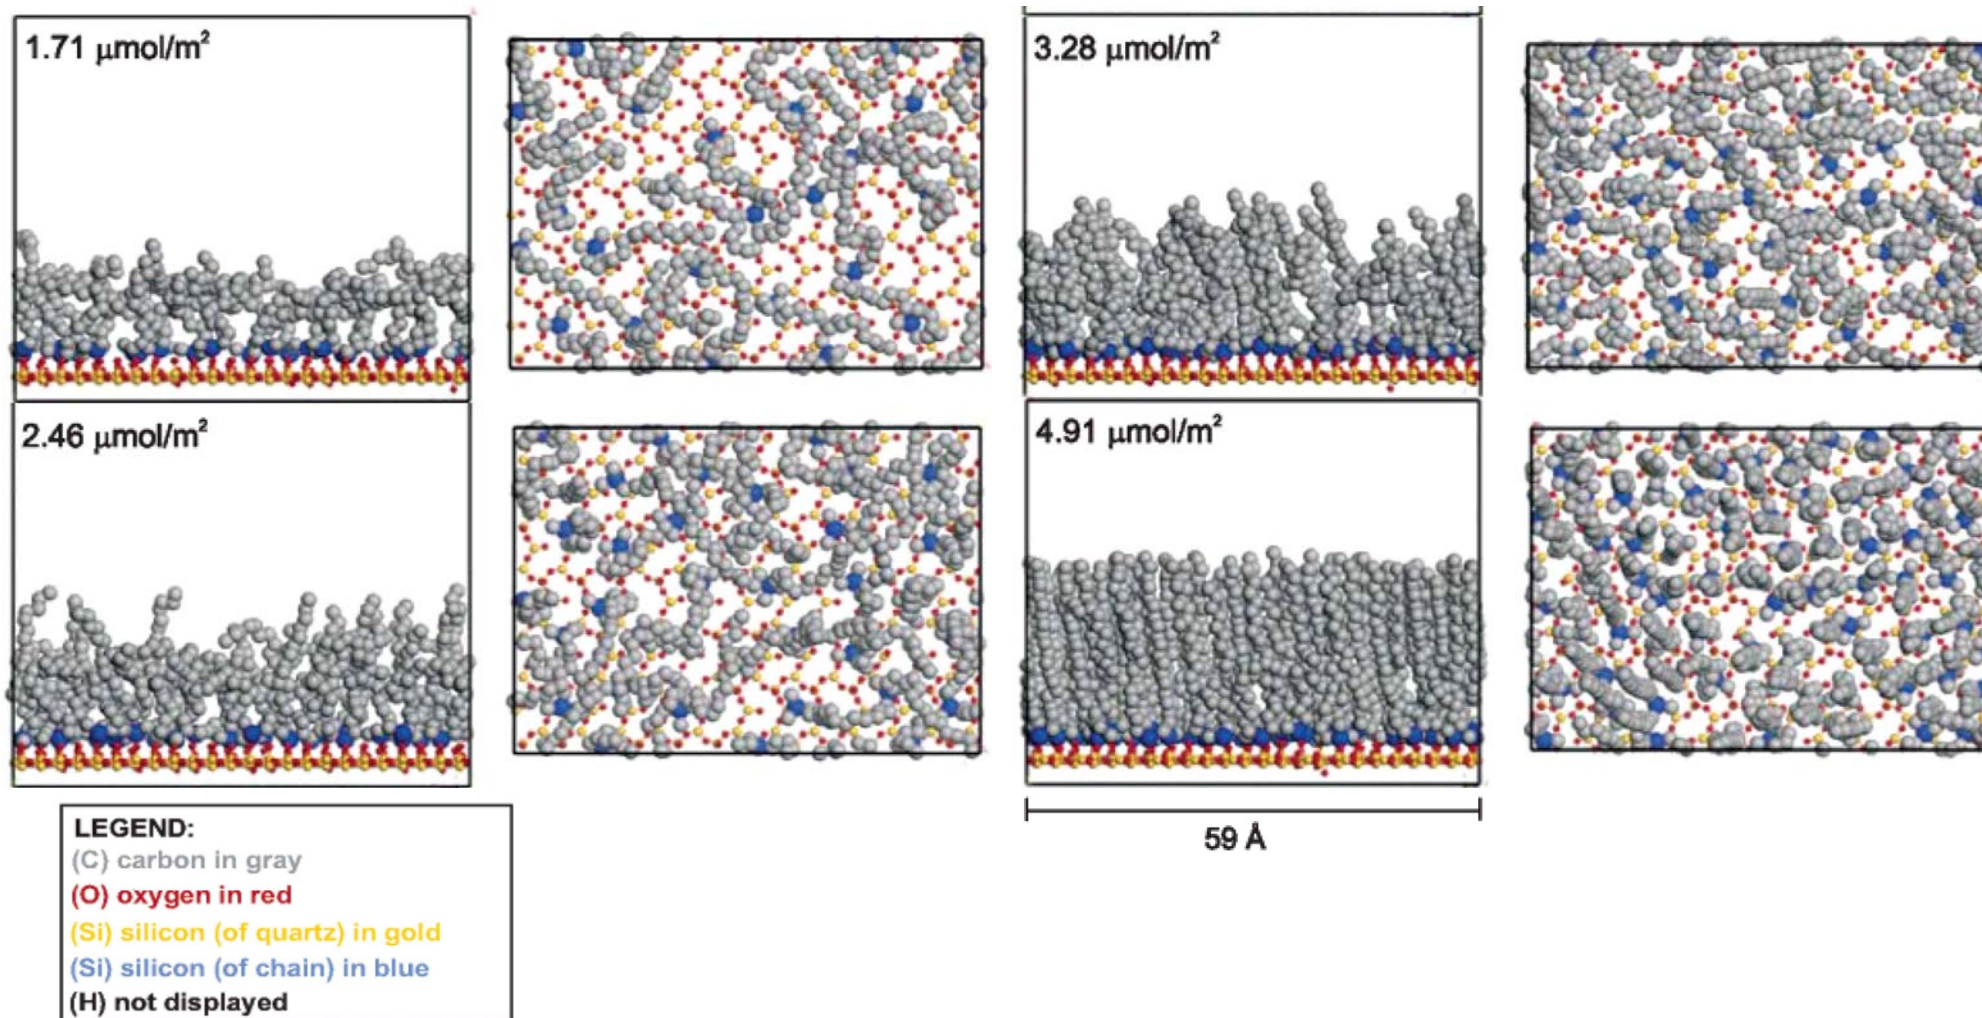 1.71 μmol/m²
3.28 μmol/m²
2.46 μmol/m²
4.91 μmol/m²
59 Å
LEGEND:
(C) carbon in gray
(O) oxygen in red
(Si) silicon (of quartz) in gold
(Si) silicon (of chain) in blue
(H) not displayed